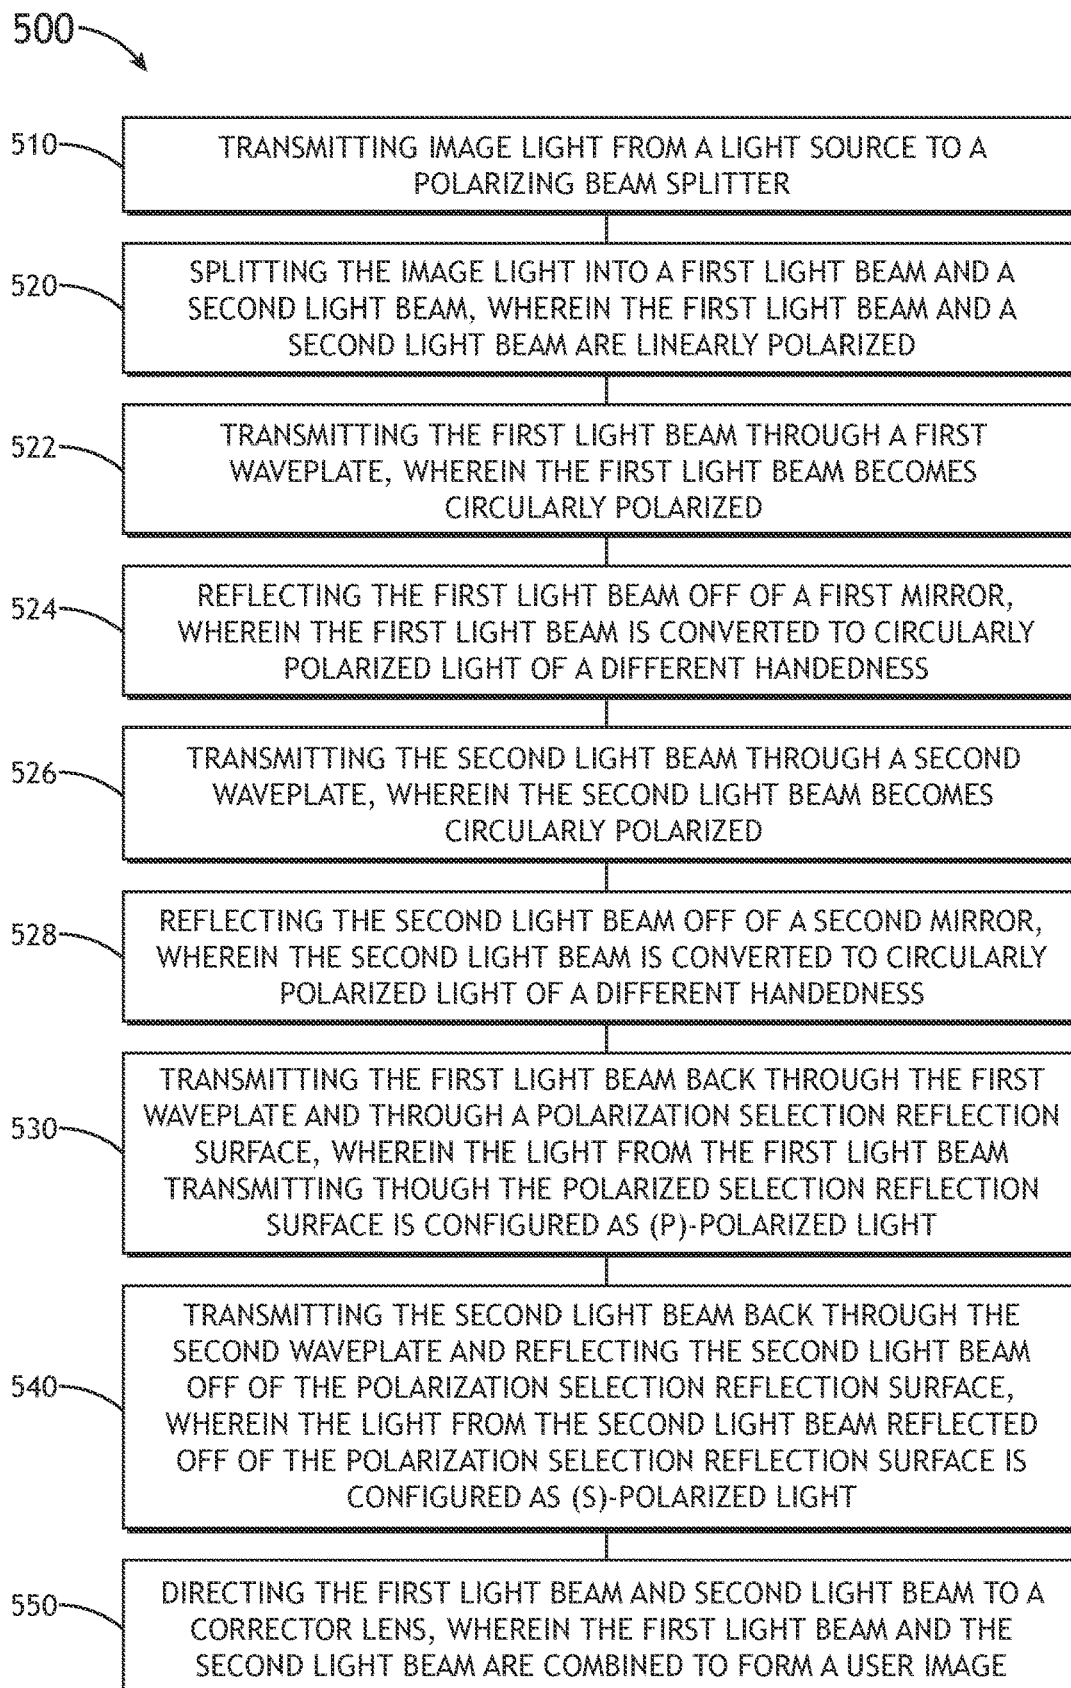 500
510
TRANSMITTING IMAGE LIGHT FROM A LIGHT SOURCE TO A
POLARIZING BEAM SPLITTER
520
SPLITTING THE IMAGE LIGHT INTO A FIRST LIGHT BEAM AND A
SECOND LIGHT BEAM, WHEREIN THE FIRST LIGHT BEAM AND A
SECOND LIGHT BEAM ARE LINEARLY POLARIZED
522
TRANSMITTING THE FIRST LIGHT BEAM THROUGH A FIRST
WAVEPLATE, WHEREIN THE FIRST LIGHT BEAM BECOMES
CIRCULARLY POLARIZED
524
REFLECTING THE FIRST LIGHT BEAM OFF OF A FIRST MIRROR,
WHEREIN THE FIRST LIGHT BEAM IS CONVERTED TO CIRCULARLY
POLARIZED LIGHT OF A DIFFERENT HANDEDNESS
526
TRANSMITTING THE SECOND LIGHT BEAM THROUGH A SECOND
WAVEPLATE, WHEREIN THE SECOND LIGHT BEAM BECOMES
CIRCULARLY POLARIZED
528
REFLECTING THE SECOND LIGHT BEAM OFF OF A SECOND MIRROR,
WHEREIN THE SECOND LIGHT BEAM IS CONVERTED TO CIRCULARLY
POLARIZED LIGHT OF A DIFFERENT HANDEDNESS
530
TRANSMITTING THE FIRST LIGHT BEAM BACK THROUGH THE FIRST
WAVEPLATE AND THROUGH A POLARIZATION SELECTION REFLECTION
SURFACE, WHEREIN THE LIGHT FROM THE FIRST LIGHT BEAM
TRANSMITTING THOUGH THE POLARIZED SELECTION REFLECTION
SURFACE IS CONFIGURED AS (P)-POLARIZED LIGHT
540
TRANSMITTING THE SECOND LIGHT BEAM BACK THROUGH THE
SECOND WAVEPLATE AND REFLECTING THE SECOND LIGHT BEAM
OFF OF THE POLARIZATION SELECTION REFLECTION SURFACE,
WHEREIN THE LIGHT FROM THE SECOND LIGHT BEAM REFLECTED
OFF OF THE POLARIZATION SELECTION REFLECTION SURFACE IS
CONFIGURED AS (S)-POLARIZED LIGHT
550
DIRECTING THE FIRST LIGHT BEAM AND SECOND LIGHT BEAM TO A
CORRECTOR LENS, WHEREIN THE FIRST LIGHT BEAM AND THE
SECOND LIGHT BEAM ARE COMBINED TO FORM A USER IMAGE